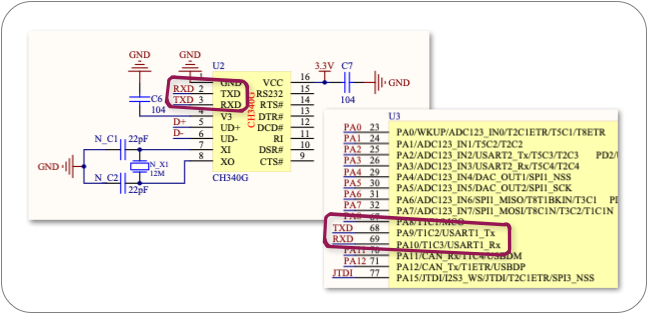 GND
GND
U2
1 GND VCC 16
RXD 2 TXD RS232 15
TXD 3 RXD RTS# 14
4 V3 DTR# 13
D+ 5 UD+ DCD# 12
D- 6 UD- RI 11
7 XI DSR# 10
8 XO CTS# 9
CH340G
CH340G
C6
104
N_C1 22pF
GND
N_X1
12M
N_C2 22pF
3.3V
C7
104
GND
U3
PA0 23 PA0/WKUP/ADC123_IN0/T2C1ETR/T5C1/T8ETR
PA1 24 PA1/ADC123_IN1/T5C2/T2C2
PA2 25 PA2/ADC123_IN2/USART2_Tx/T5C3/T2C3 PD2/
PA3 26 PA3/ADC123_IN3/USART2_Rx/T5C4/T2C4
PA4 29 PA4/ADC123_IN4/DAC_OUT1/SPI1_NSS
PA5 30 PA5/ADC123_IN5/DAC_OUT2/SPI1_SCK
PA6 31 PA6/ADC123_IN6/SPI1_MISO/T8T1BKIN/T3C1
PA7 32 PA7/ADC123_IN7/SPI1_MOSI/T8C1N/T3C2/T1C1N
PA8 67 PA8/T1C1/MCO
TXD 68 PA9/T1C2/USART1_Tx
RXD 69 PA10/T1C3/USART1_Rx
PA11 70 PA11/CAN_Rx/T1C4/USBDM
PA12 71 PA12/CAN_Tx/T1ETR/USBDP
JTDI 77 PA15/JTDI/I2S3_WS/JTDI/T2C1ETR/SPI3_NSS